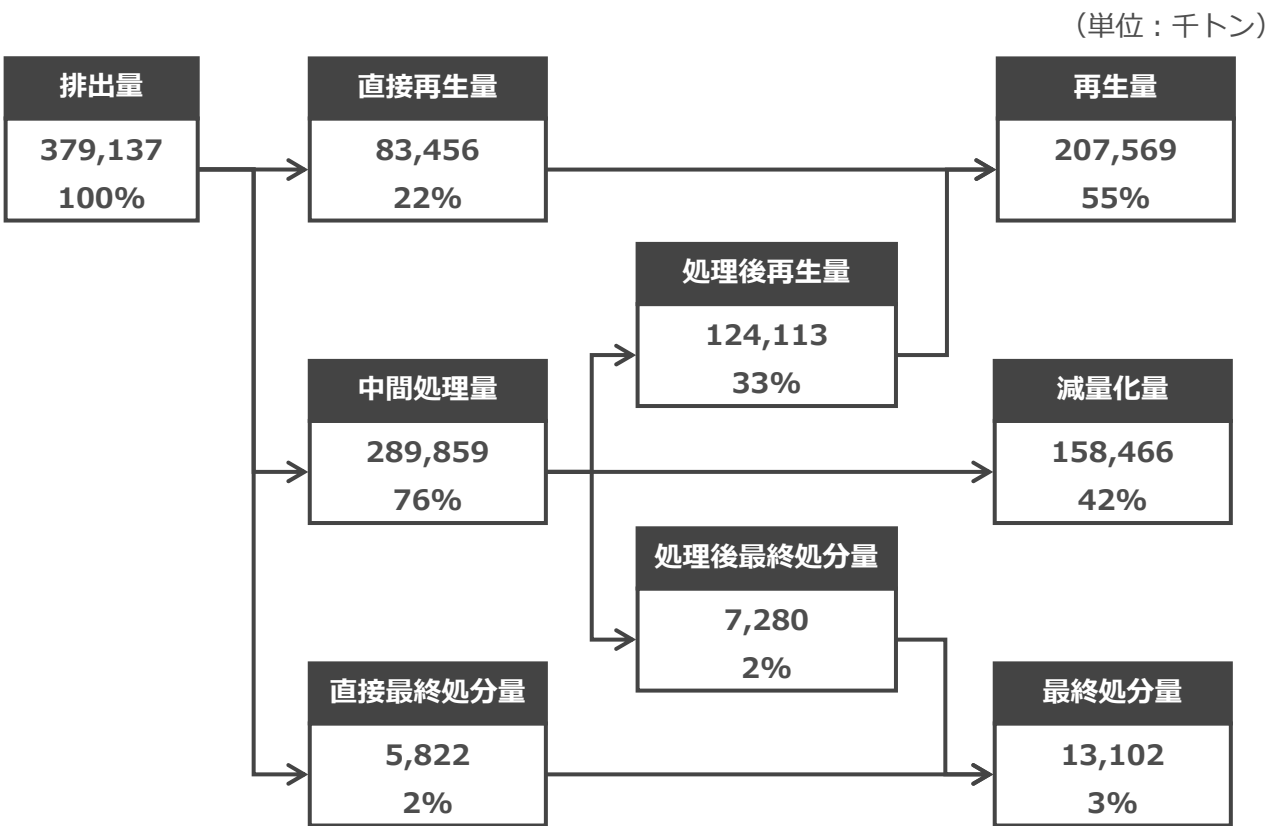 （単位：千トン）
排出量
379,137
100%
直接再生量
83,456
22%
再生量
207,569
55%
処理後再生量
124,113
33%
中間処理量
289,859
76%
減量化量
158,466
42%
処理後最終処分量
7,280
2%
直接最終処分量
5,822
2%
最終処分量
13,102
3%